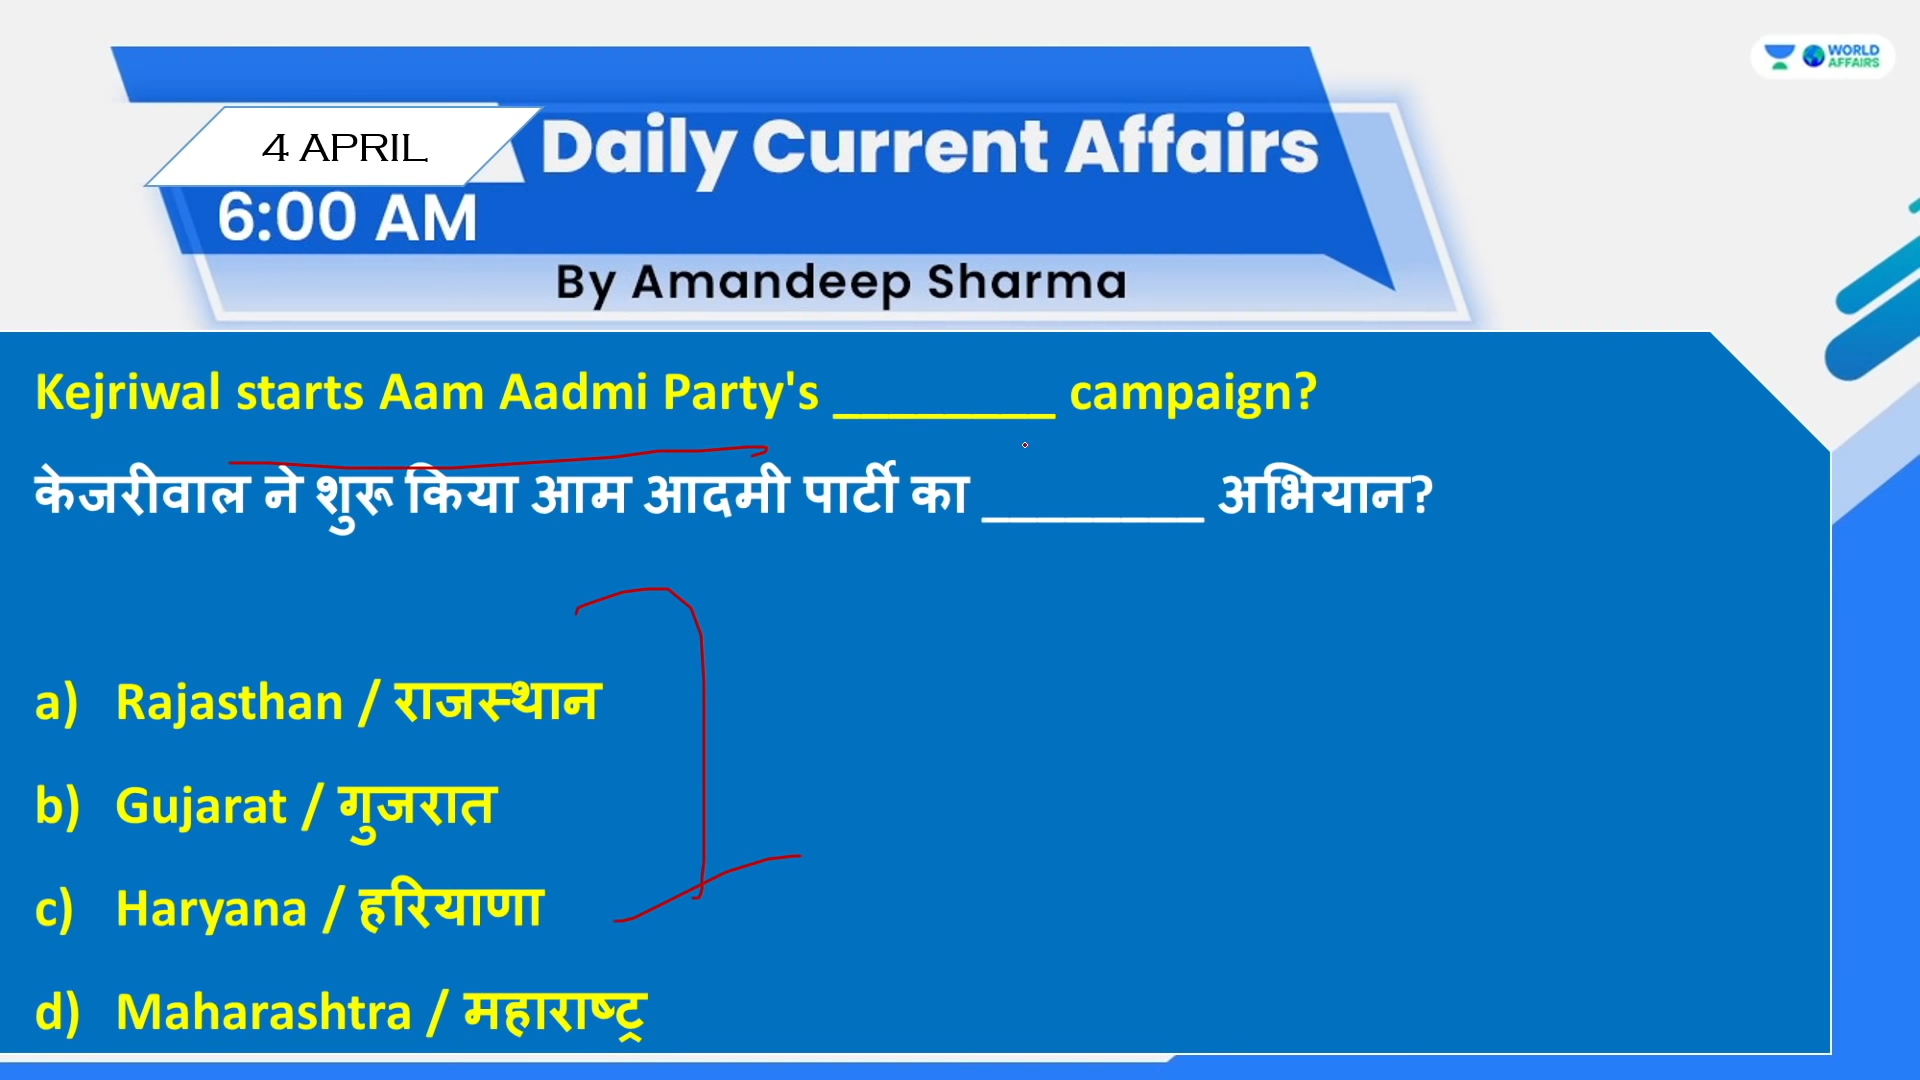 WORLD
AFFAIRS
4 APRIL
Daily Current Affairs
6:00 AM
By Amandeep Sharma
Kejriwal starts Aam Aadmi Party's ________ campaign?
केजरीवाल ने शुरू किया आम आदमी पार्टी का ________ अभियान?
a) Rajasthan / राजस्थान
b) Gujarat / गुजरात
c) Haryana / हरियाणा
d) Maharashtra / महाराष्ट्र